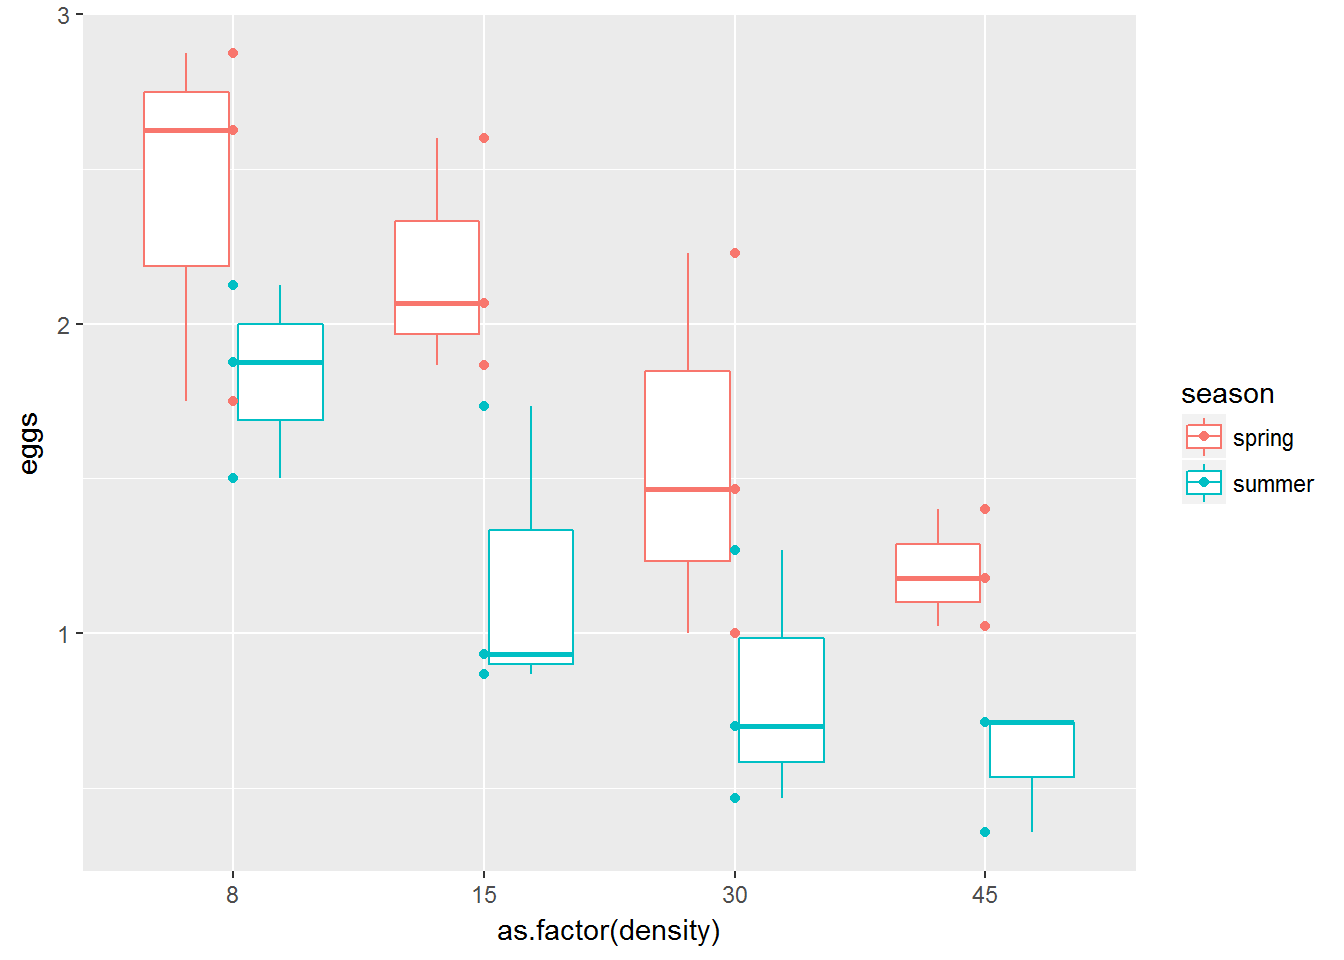 3
2
1
eggs
8 15 30 45
as.factor(density)
season
spring
summer